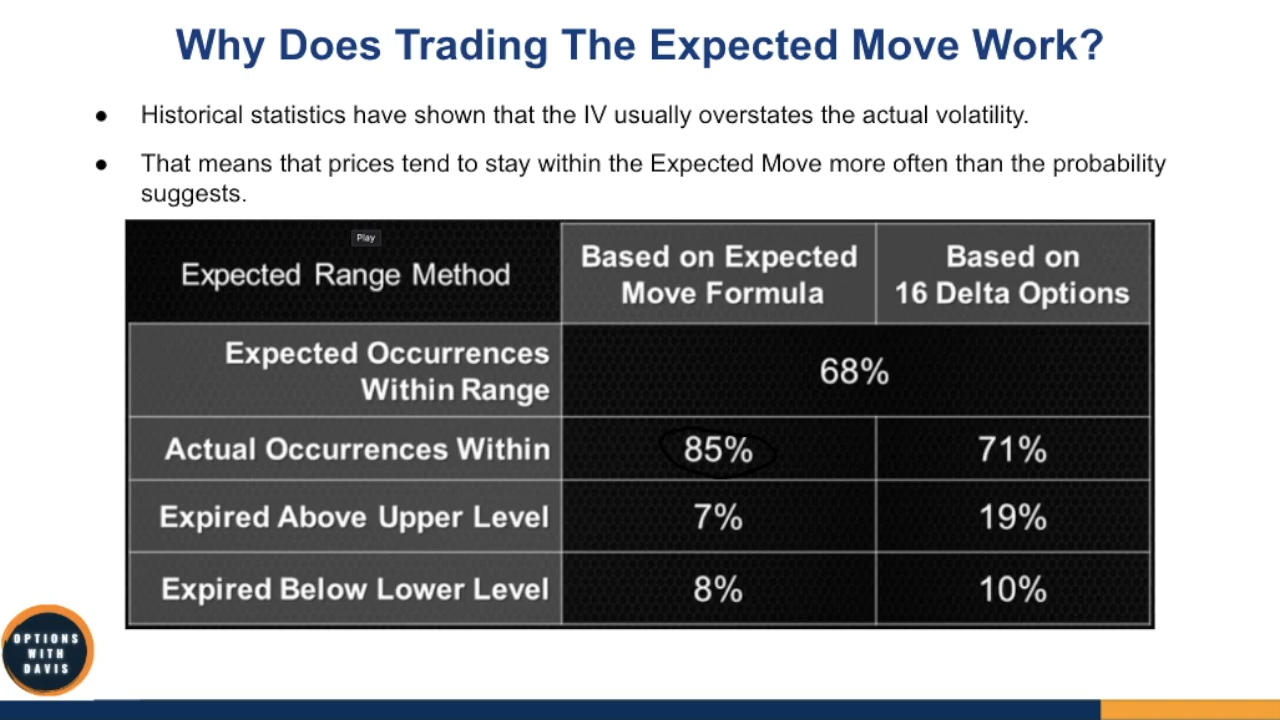 Why Does Trading The Expected Move Work?
● Historical statistics have shown that the IV usually overstates the actual volatility.
● That means that prices tend to stay within the Expected Move more often than the probability
suggests.
Play
Expected Range Method
Based on Expected
Move Formula
Based on
16 Delta Options
Expected Occurrences
Within Range
68%
Actual Occurrences Within
85%
71%
Expired Above Upper Level
7%
19%
Expired Below Lower Level
8%
10%
OPTIONS
WITH
DAVIS